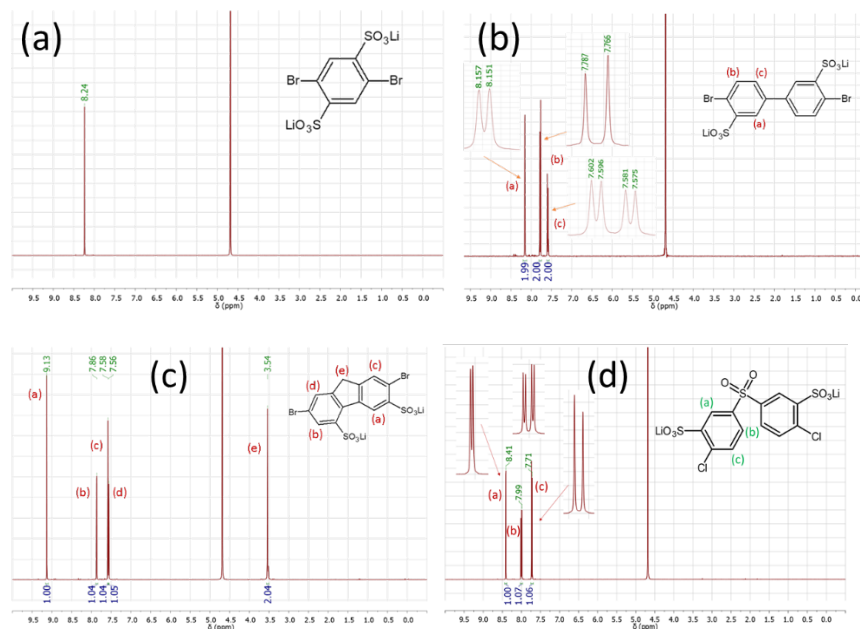 (a)
8.24
SO₃Li
Br
Br
LiO₃S
9.5 9.0 8.5 8.0 7.5 7.0 6.5 6.0 5.5 5.0 4.5 4.0 3.5 3.0 2.5 2.0 1.5 1.0 0.5 0.0
δ (ppm)
(b)
8.157
8.151
7.787
7.766
7.602
7.596
7.581
7.575
(a)
(b)
(c)
SO₃Li
(b)
(c)
Br
Br
LiO₃S
(a)
1.99
2.00
2.00
9.5 9.0 8.5 8.0 7.5 7.0 6.5 6.0 5.5 5.0 4.5 4.0 3.5 3.0 2.5 2.0 1.5 1.0 0.5 0.0
δ (ppm)
(c)
9.13
7.86
7.58
7.56
3.54
(a)
(b)
(c)
(d)
(e)
(e)
(c)
Br
(d)
SO₃Li
Br
(a)
(b)
SO₃Li
1.00
1.04
1.04
1.05
2.04
9.5 9.0 8.5 8.0 7.5 7.0 6.5 6.0 5.5 5.0 4.5 4.0 3.5 3.0 2.5 2.0 1.5 1.0 0.5 0.0
δ (ppm)
(d)
8.41
7.99
7.71
(a)
(b)
(c)
O O
S
SO₃Li
(a)
(b)
LiO₃S
Cl
Cl
(c)
1.00
1.07
1.06
9.5 9.0 8.5 8.0 7.5 7.0 6.5 6.0 5.5 5.0 4.5 4.0 3.5 3.0 2.5 2.0 1.5 1.0 0.5 0.0
δ (ppm)